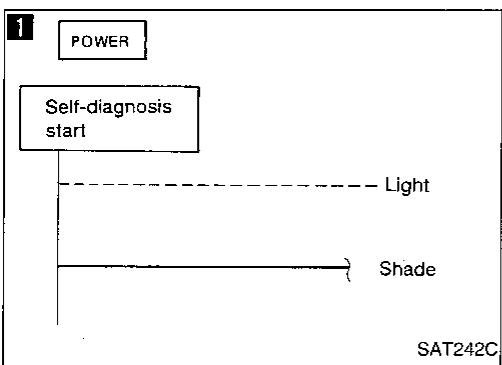 1
POWER
Self-diagnosis
start
Light
Shade
SAT242C